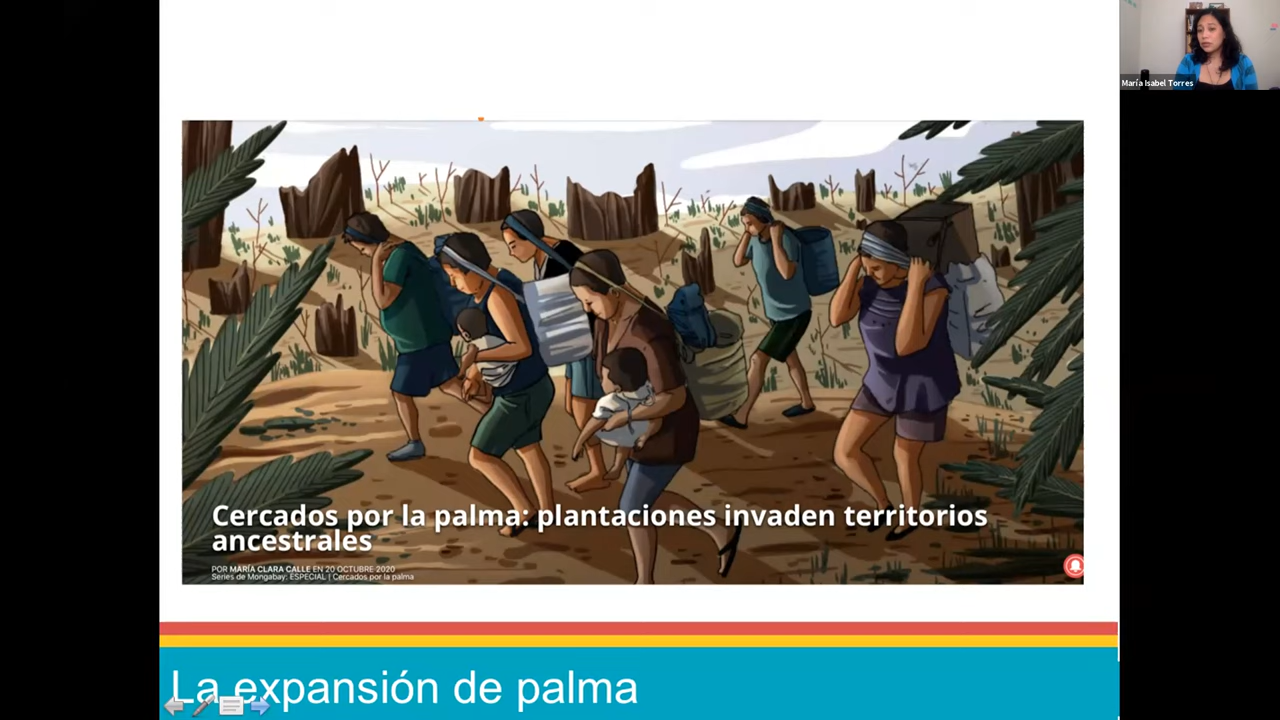 María Isabel Torres
Cercados por la palma: plantaciones invaden territorios
ancestrales
POR MARÍA CLARA CALLE EN 20 OCTUBRE 2020
Series de Mongabay: ESPECIAL | Cercados por la palma
La expansión de palma